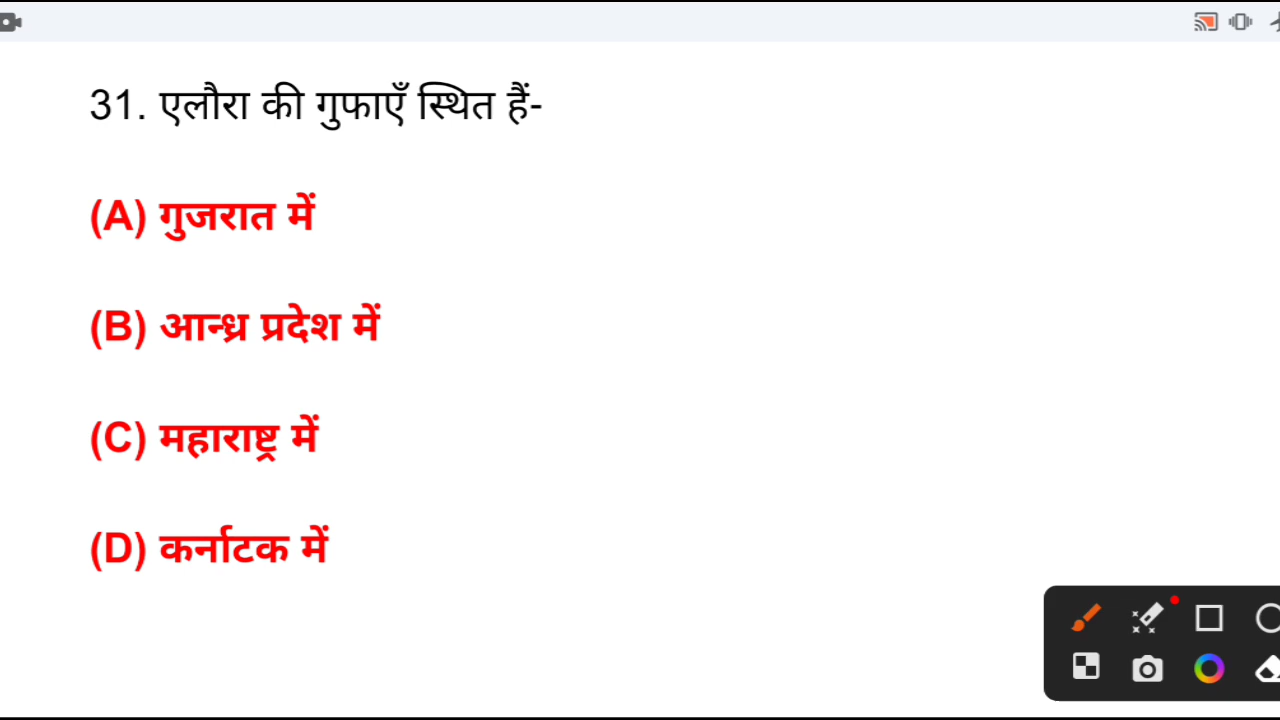 31. एलौरा की गुफाएँ स्थित हैं-
(A) गुजरात में
(B) आन्ध्र प्रदेश में
(C) महाराष्ट्र में
(D) कर्नाटक में